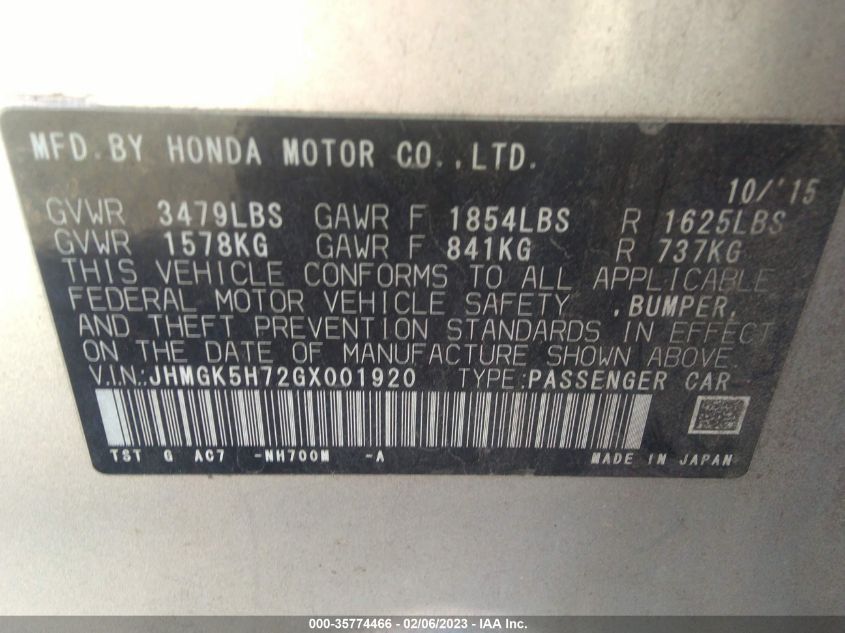 MFD. BY HONDA MOTOR CO.,LTD.
10/'15
GVWR 3479LBS GAWR F 1854LBS R 1625LBS
GVWR 1578KG GAWR F 841KG R 737KG
THIS VEHICLE CONFORMS TO ALL APPLICABLE
FEDERAL MOTOR VEHICLE SAFETY ,BUMPER,
AND THEFT PREVENTION STANDARDS IN EFFECT
ON THE DATE OF MANUFACTURE SHOWN ABOVE
V.I.N.:JHMGK5H72GX001920 TYPE:PASSENGER CAR
TST G AC7 -NH700M -A MADE IN JAPAN
000-35774466 - 02/06/2023 - 06/13